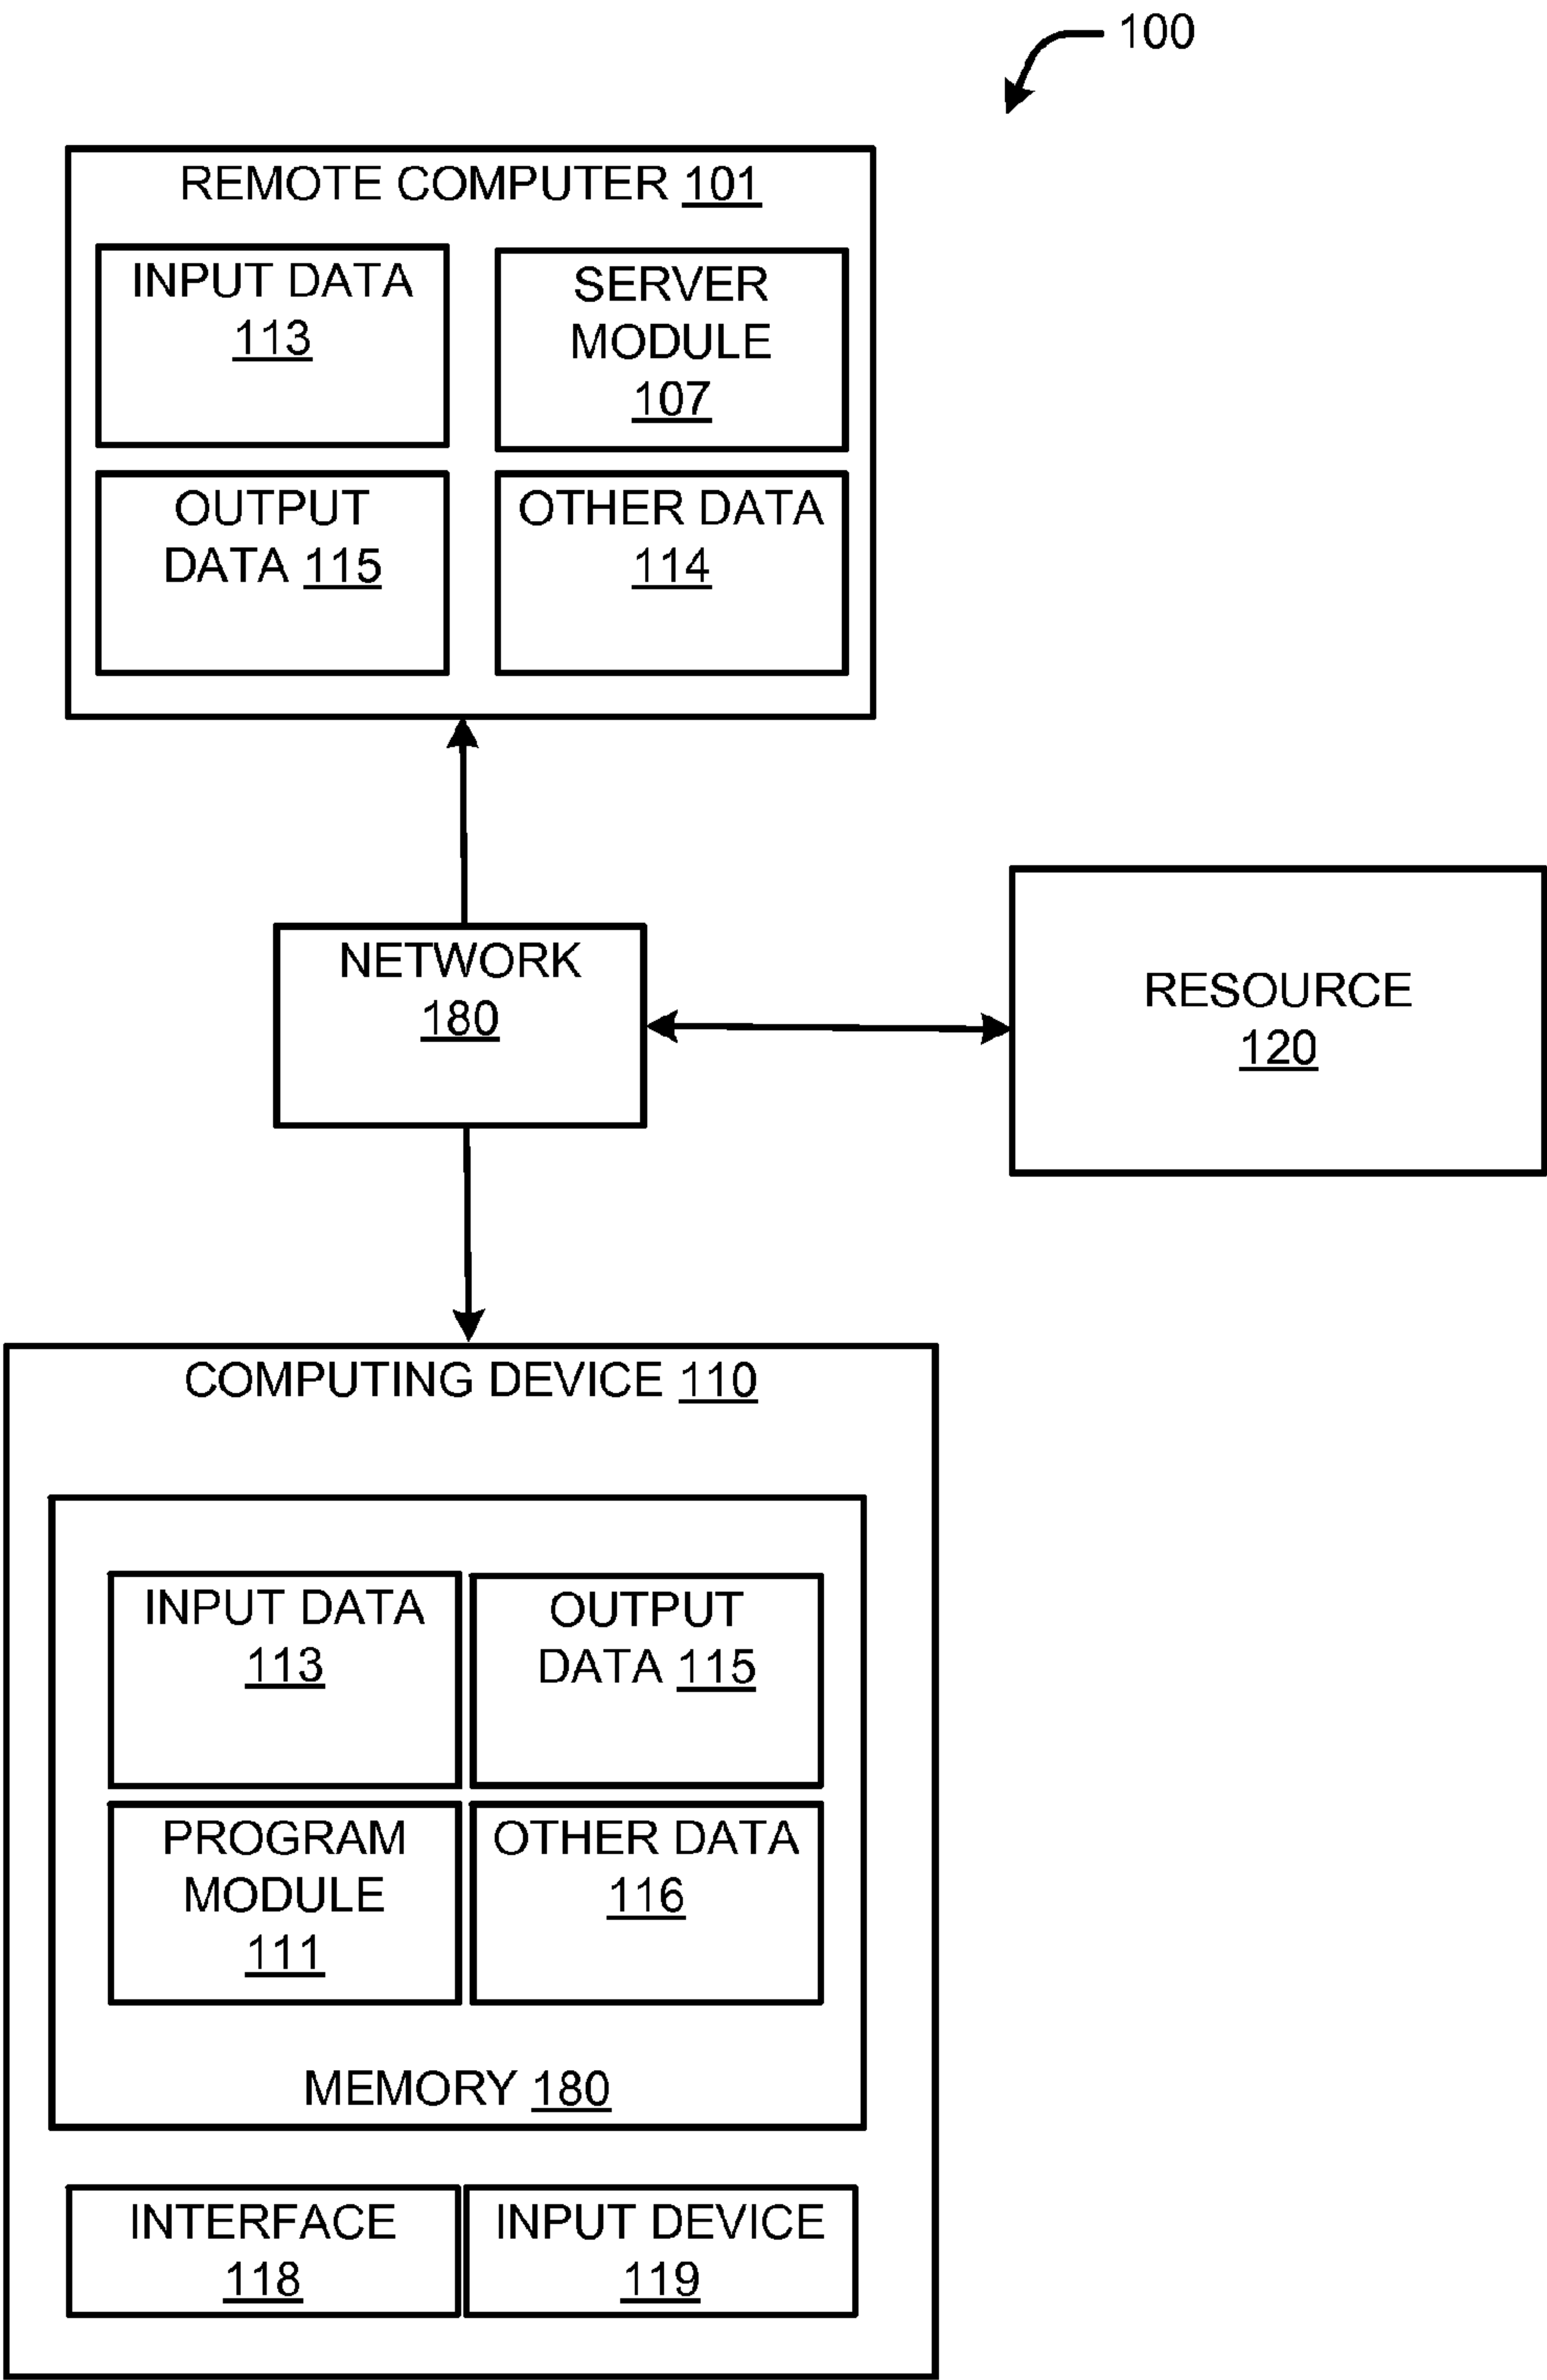 100
REMOTE COMPUTER 101
INPUT DATA
113
SERVER
MODULE
107
OUTPUT
DATA 115
OTHER DATA
114
NETWORK
180
RESOURCE
120
COMPUTING DEVICE 110
INPUT DATA
113
OUTPUT
DATA 115
PROGRAM
MODULE
111
OTHER DATA
116
MEMORY 180
INTERFACE
118
INPUT DEVICE
119